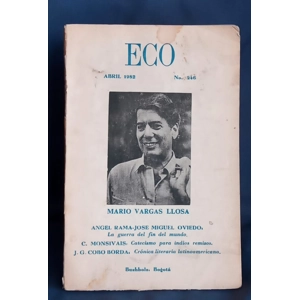 ECO
ABRIL 1982
No. 246
MARIO VARGAS LLOSA
ANGEL RAMA-JOSE MIGUEL OVIEDO:
La guerra del fin del mundo.
C. MONSIVAIS: Catecismo para indios remisos.
J. G. COBO BORDA: Crónica literaria latinoamericana.
Buchholz. Bogotá